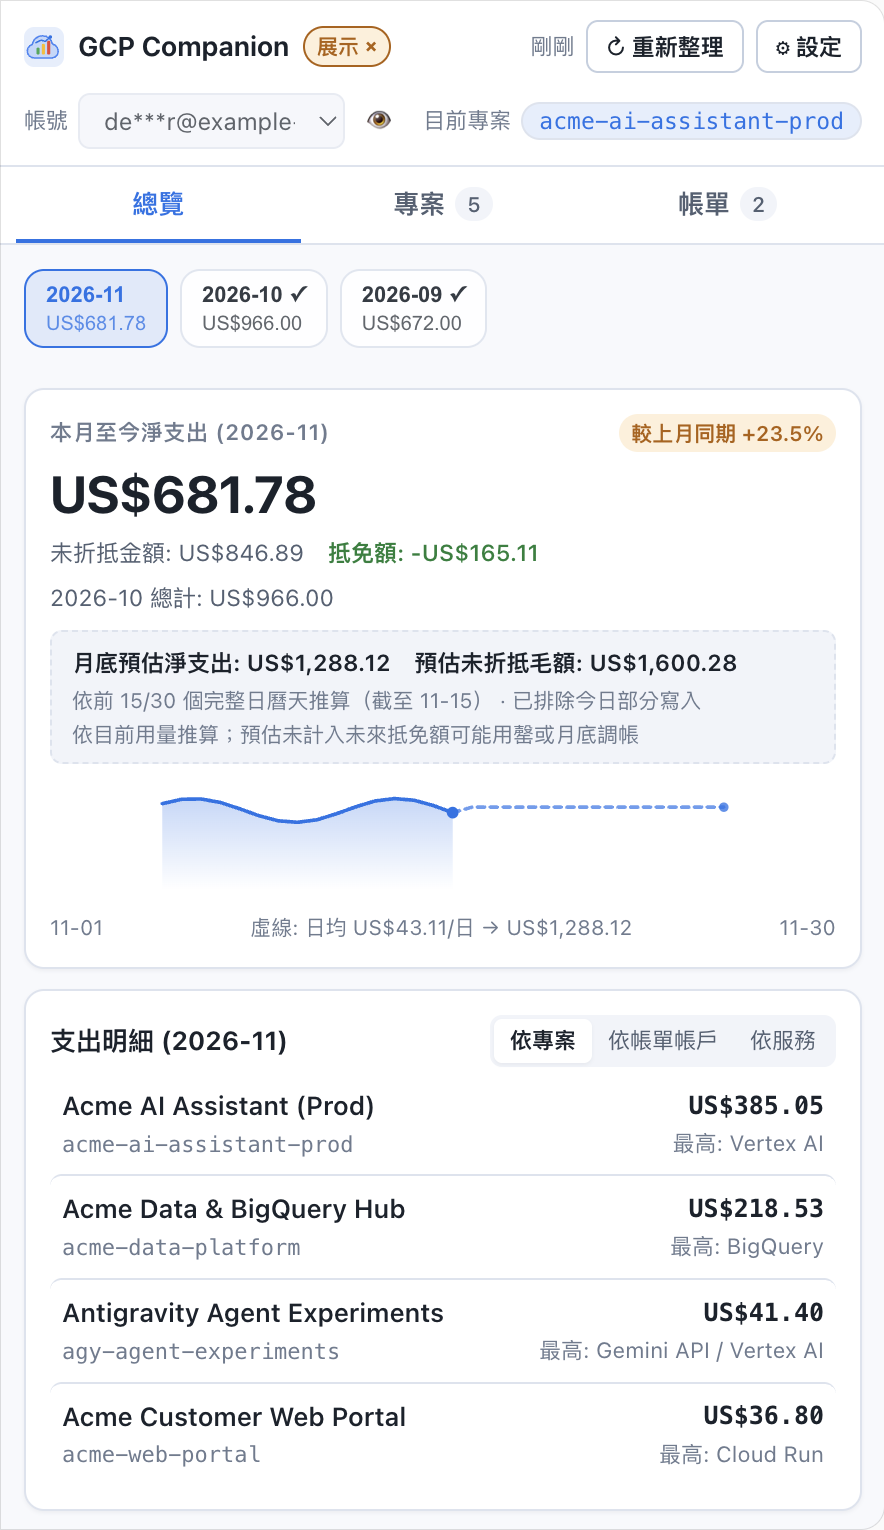 GCP Companion 展示 × 剛剛 ↻ 重新整理 ⚙ 設定
帳號 de***r@example· 目前專案 acme-ai-assistant-prod
總覽 專案 5 帳單 2
2026-11 2026-10 ✓ 2026-09 ✓
US$681.78 US$966.00 US$672.00
本月至今淨支出 (2026-11) 較上月同期 +23.5%
US$681.78
未折抵金額: US$846.89 抵免額: -US$165.11
2026-10 總計: US$966.00
月底預估淨支出: US$1,288.12 預估未折抵毛額: US$1,600.28
依前 15/30 個完整日曆天推算（截至 11-15） · 已排除今日部分寫入
依目前用量推算；預估未計入未來抵免額可能用罄或月底調帳
11-01 虛線: 日均 US$43.11/日 → US$1,288.12 11-30
支出明細 (2026-11) 依專案 依帳單帳戶 依服務
Acme AI Assistant (Prod) US$385.05
acme-ai-assistant-prod 最高: Vertex AI
Acme Data & BigQuery Hub US$218.53
acme-data-platform 最高: BigQuery
Antigravity Agent Experiments US$41.40
agy-agent-experiments 最高: Gemini API / Vertex AI
Acme Customer Web Portal US$36.80
acme-web-portal 最高: Cloud Run